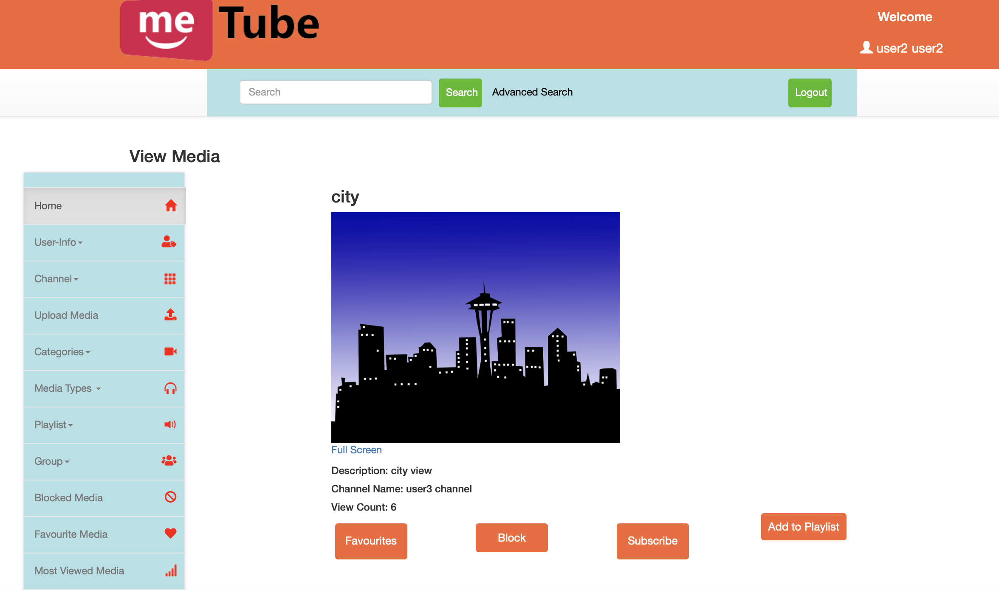 me Tube
Welcome
user2 user2
Search
Search
Advanced Search
Logout
View Media
Home
User-Info
Channel
Upload Media
Categories
Media Types
Playlist
Group
Blocked Media
Favourite Media
Most Viewed Media
city
Full Screen
Description: city view
Channel Name: user3 channel
View Count: 6
Favourites
Block
Subscribe
Add to Playlist